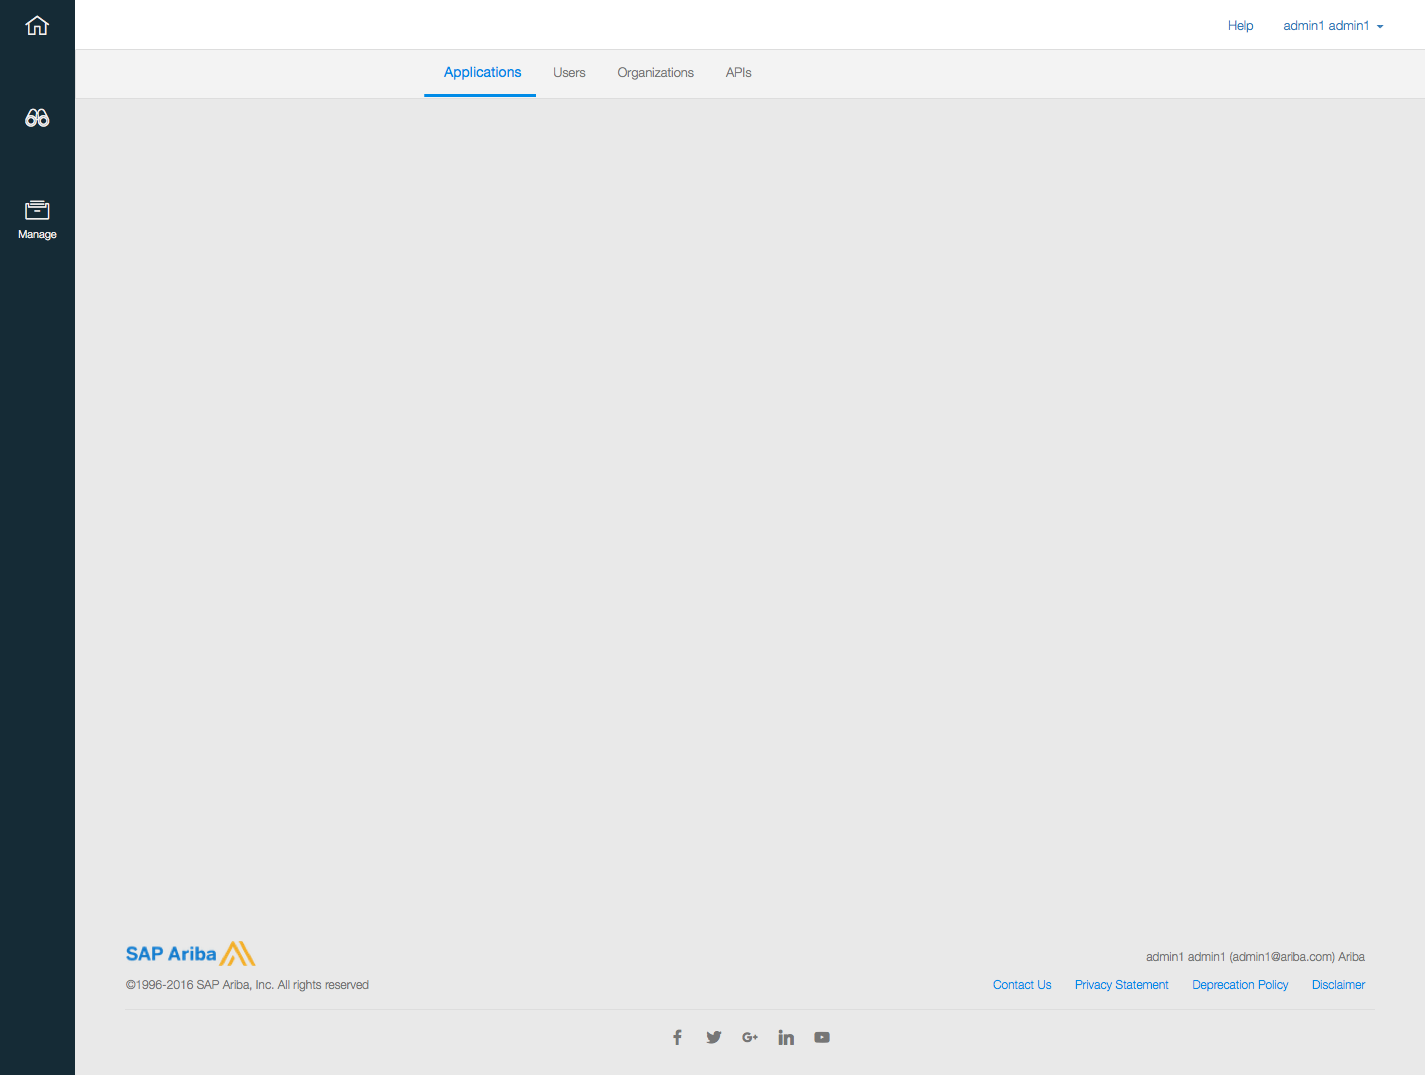 Help admin1 admin1
Applications Users Organizations APIs
Manage
SAP Ariba
admin1 admin1 (admin1@ariba.com) Ariba
©1996-2016 SAP Ariba, Inc. All rights reserved
Contact Us Privacy Statement Deprecation Policy Disclaimer